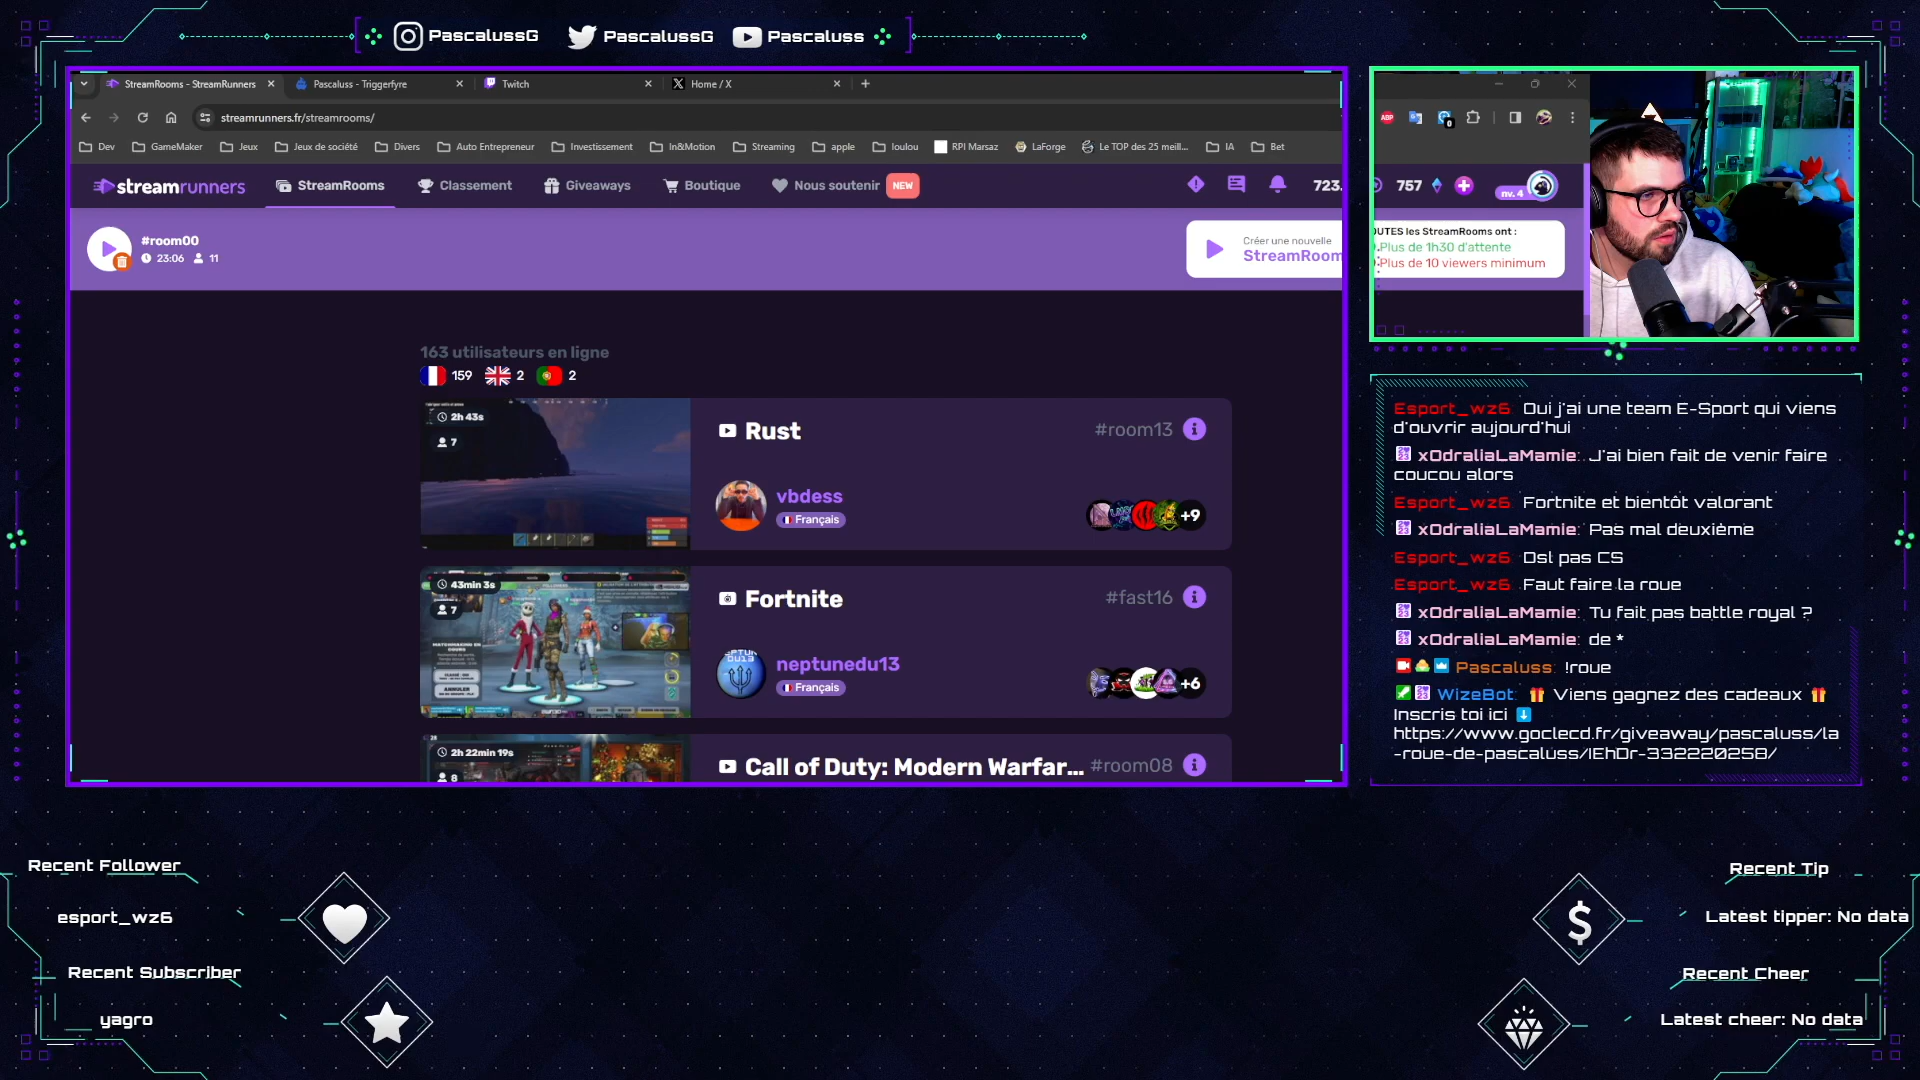 PascalussG
PascalussG
Pascaluss
StreamRooms - StreamRunners
Pascaluss - Triggerfyre
Twitch
Home / X
streamrunners.fr/streamrooms/
Dev
GameMaker
Jeux
Jeux de société
Divers
Auto Entrepreneur
Investissement
In&Motion
Streaming
apple
loulou
RPI Marsaz
LaForge
Le TOP des 25 meill...
IA
Bet
ABP
0
streamrunners
StreamRooms
Classement
Giveaways
Boutique
Nous soutenir
NEW
723.
757
nv. 4
#room00
23:06
11
Créer une nouvelle
StreamRoom
OUTES les StreamRooms ont :
Plus de 1h30 d'attente
Plus de 10 viewers minimum
163 utilisateurs en ligne
159
2
2
2h 43s
7
Rust
#room13
vbdess
Français
+9
43min 3s
7
Fortnite
#fast16
neptunedu13
Français
+6
ANNULER
2h 22min 19s
8
Call of Duty: Modern Warfar...
#room08
Esport_wz6 Oui j'ai une team E-Sport qui viens
d'ouvrir aujourd'hui
xOdraliaLaMamie: J'ai bien fait de venir faire
coucou alors
Esport_wz6 Fortnite et bientôt valorant
xOdraliaLaMamie: Pas mal deuxième
Esport_wz6 Dsl pas CS
Esport_wz6 Faut faire la roue
xOdraliaLaMamie: Tu fait pas battle royal ?
xOdraliaLaMamie: de *
Pascaluss: !roue
WizeBot: Viens gagnez des cadeaux
Inscris toi ici
https://www.goclecd.fr/giveaway/pascaluss/la
-roue-de-pascaluss/IEhDr-332220258/
Recent Follower
esport_wz6
Recent Subscriber
yagro
Recent Tip
Latest tipper: No data
Recent Cheer
Latest cheer: No data